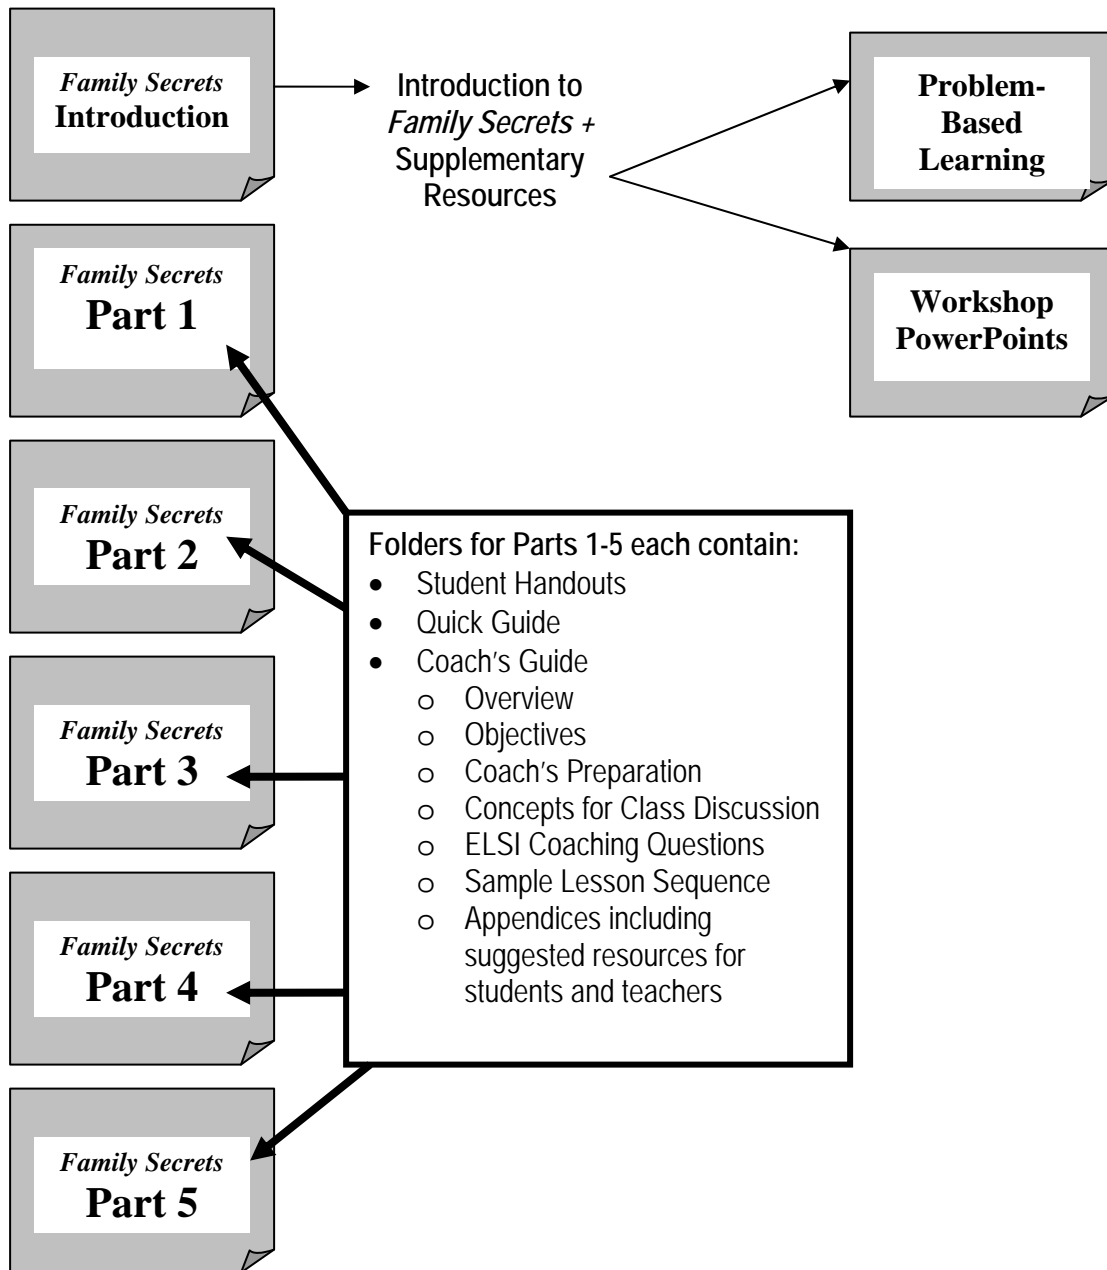 Family Secrets
Introduction
Introduction to
Family Secrets +
Supplementary
Resources
Problem-
Based
Learning
Workshop
PowerPoints
Family Secrets
Part 1
Family Secrets
Part 2
Family Secrets
Part 3
Family Secrets
Part 4
Family Secrets
Part 5
Folders for Parts 1-5 each contain:
• Student Handouts
• Quick Guide
• Coach’s Guide
o Overview
o Objectives
o Coach’s Preparation
o Concepts for Class Discussion
o ELSI Coaching Questions
o Sample Lesson Sequence
o Appendices including
suggested resources for
students and teachers